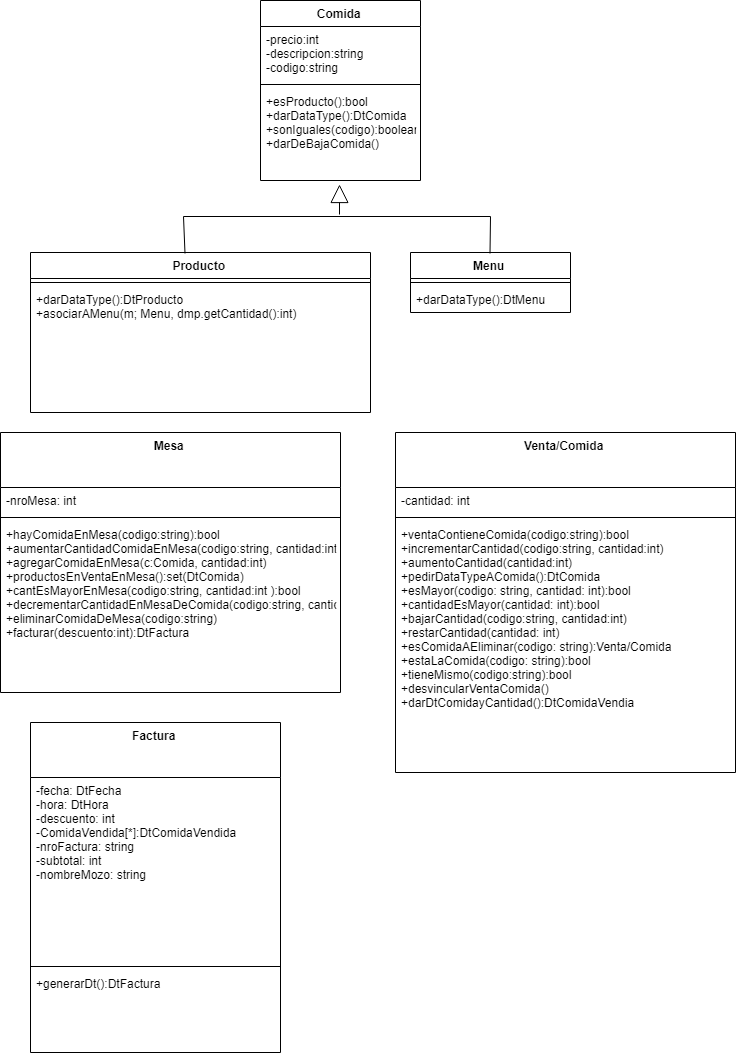 Comida
-precio:int
-descripcion:string
-codigo:string
+esProducto():bool
+darDataType():DtComida
+sonIguales(codigo):boolear
+darDeBajaComida()
Producto
+darDataType():DtProducto
+asociarAMenu(m; Menu, dmp.getCantidad():int)
Menu
+darDataType():DtMenu
Mesa
-nroMesa: int
+hayComidaEnMesa(codigo:string):bool
+aumentarCantidadComidaEnMesa(codigo:string, cantidad:int
+agregarComidaEnMesa(c:Comida, cantidad:int)
+productosEnVentaEnMesa():set(DtComida)
+cantEsMayorEnMesa(codigo:string, cantidad:int ):bool
+decrementarCantidadEnMesaDeComida(codigo:string, cantic
+eliminarComidaDeMesa(codigo:string)
+facturar(descuento:int):DtFactura
Venta/Comida
-cantidad: int
+ventaContieneComida(codigo:string):bool
+incrementarCantidad(codigo:string, cantidad:int)
+aumentoCantidad(cantidad:int)
+pedirDataTypeAComida():DtComida
+esMayor(codigo: string, cantidad: int):bool
+cantidadEsMayor(cantidad: int):bool
+bajarCantidad(codigo:string, cantidad:int)
+restarCantidad(cantidad: int)
+esComidaAEliminar(codigo: string):Venta/Comida
+estaLaComida(codigo: string):bool
+tieneMismo(codigo:string):bool
+desvincularVentaComida()
+darDtComidayCantidad():DtComidaVendia
Factura
-fecha: DtFecha
-hora: DtHora
-descuento: int
-ComidaVendida[*]:DtComidaVendida
-nroFactura: string
-subtotal: int
-nombreMozo: string
+generarDt():DtFactura